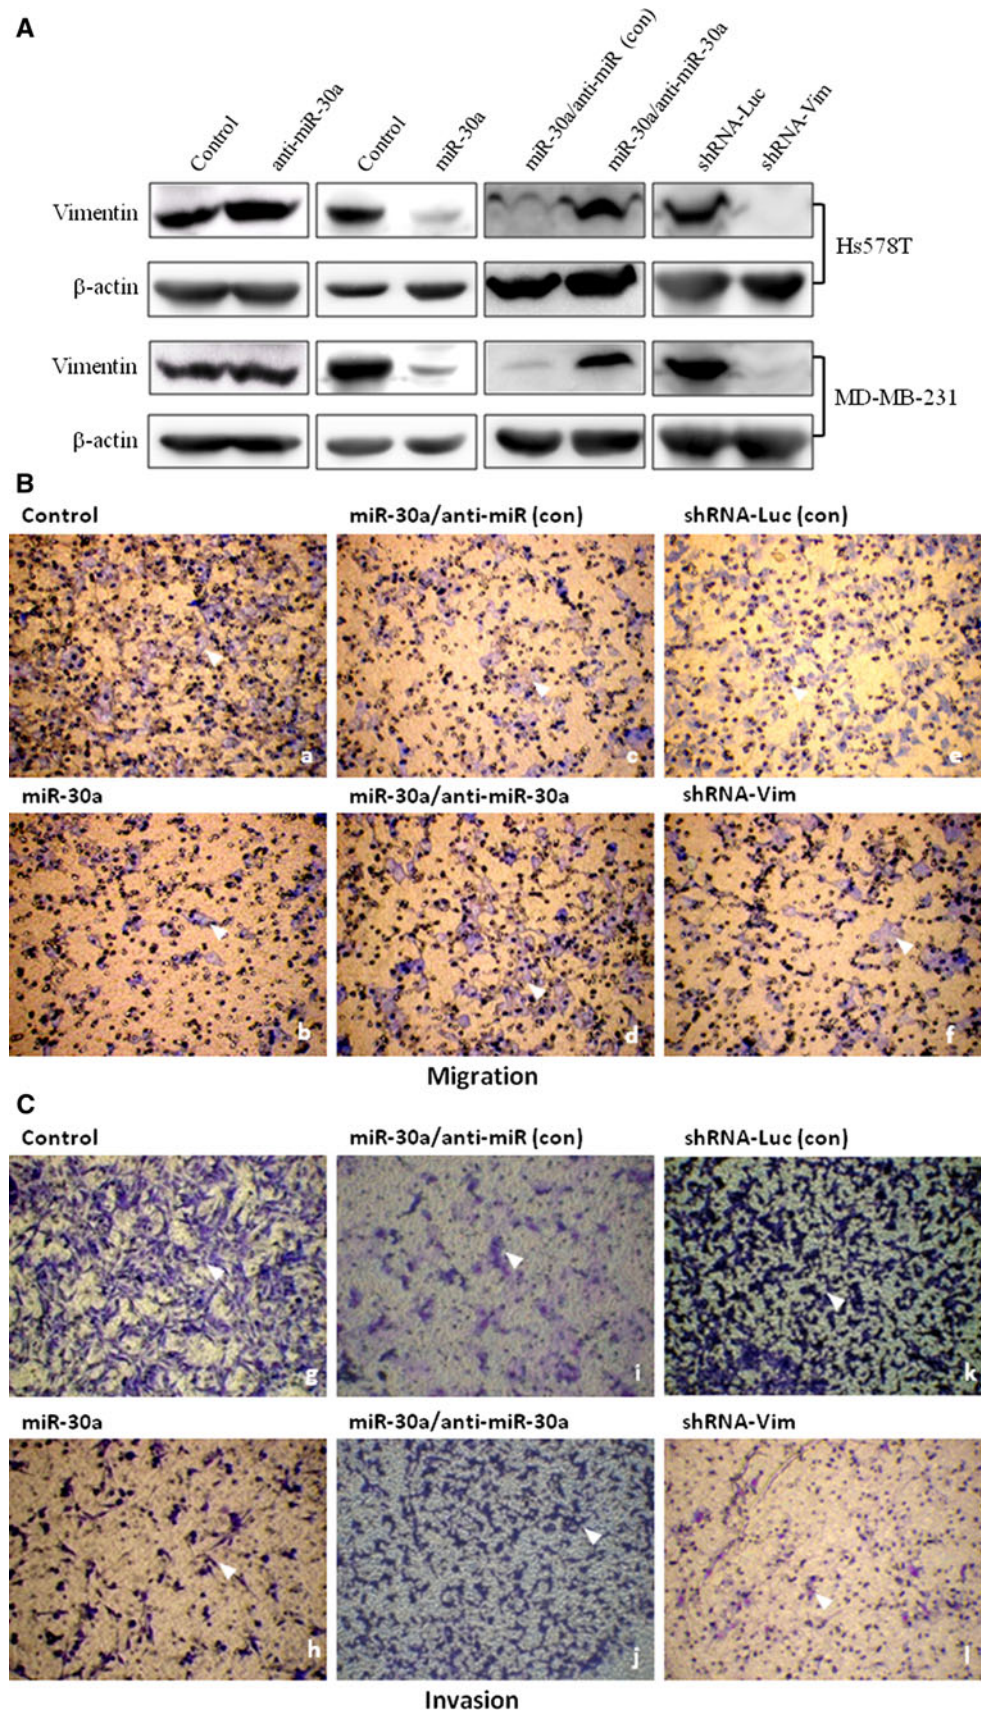 A
Control
anti-miR-30a
Control
miR-30a
miR-30a/anti-miR (con)
miR-30a/anti-miR-30a
shRNA-Luc
shRNA-Vim
Vimentin
β-actin
Hs578T
Vimentin
β-actin
MD-MB-231
B
Control
miR-30a/anti-miR (con)
shRNA-Luc (con)
a
c
e
miR-30a
miR-30a/anti-miR-30a
shRNA-Vim
b
d
f
Migration
C
Control
miR-30a/anti-miR (con)
shRNA-Luc (con)
g
i
k
miR-30a
miR-30a/anti-miR-30a
shRNA-Vim
h
j
l
Invasion